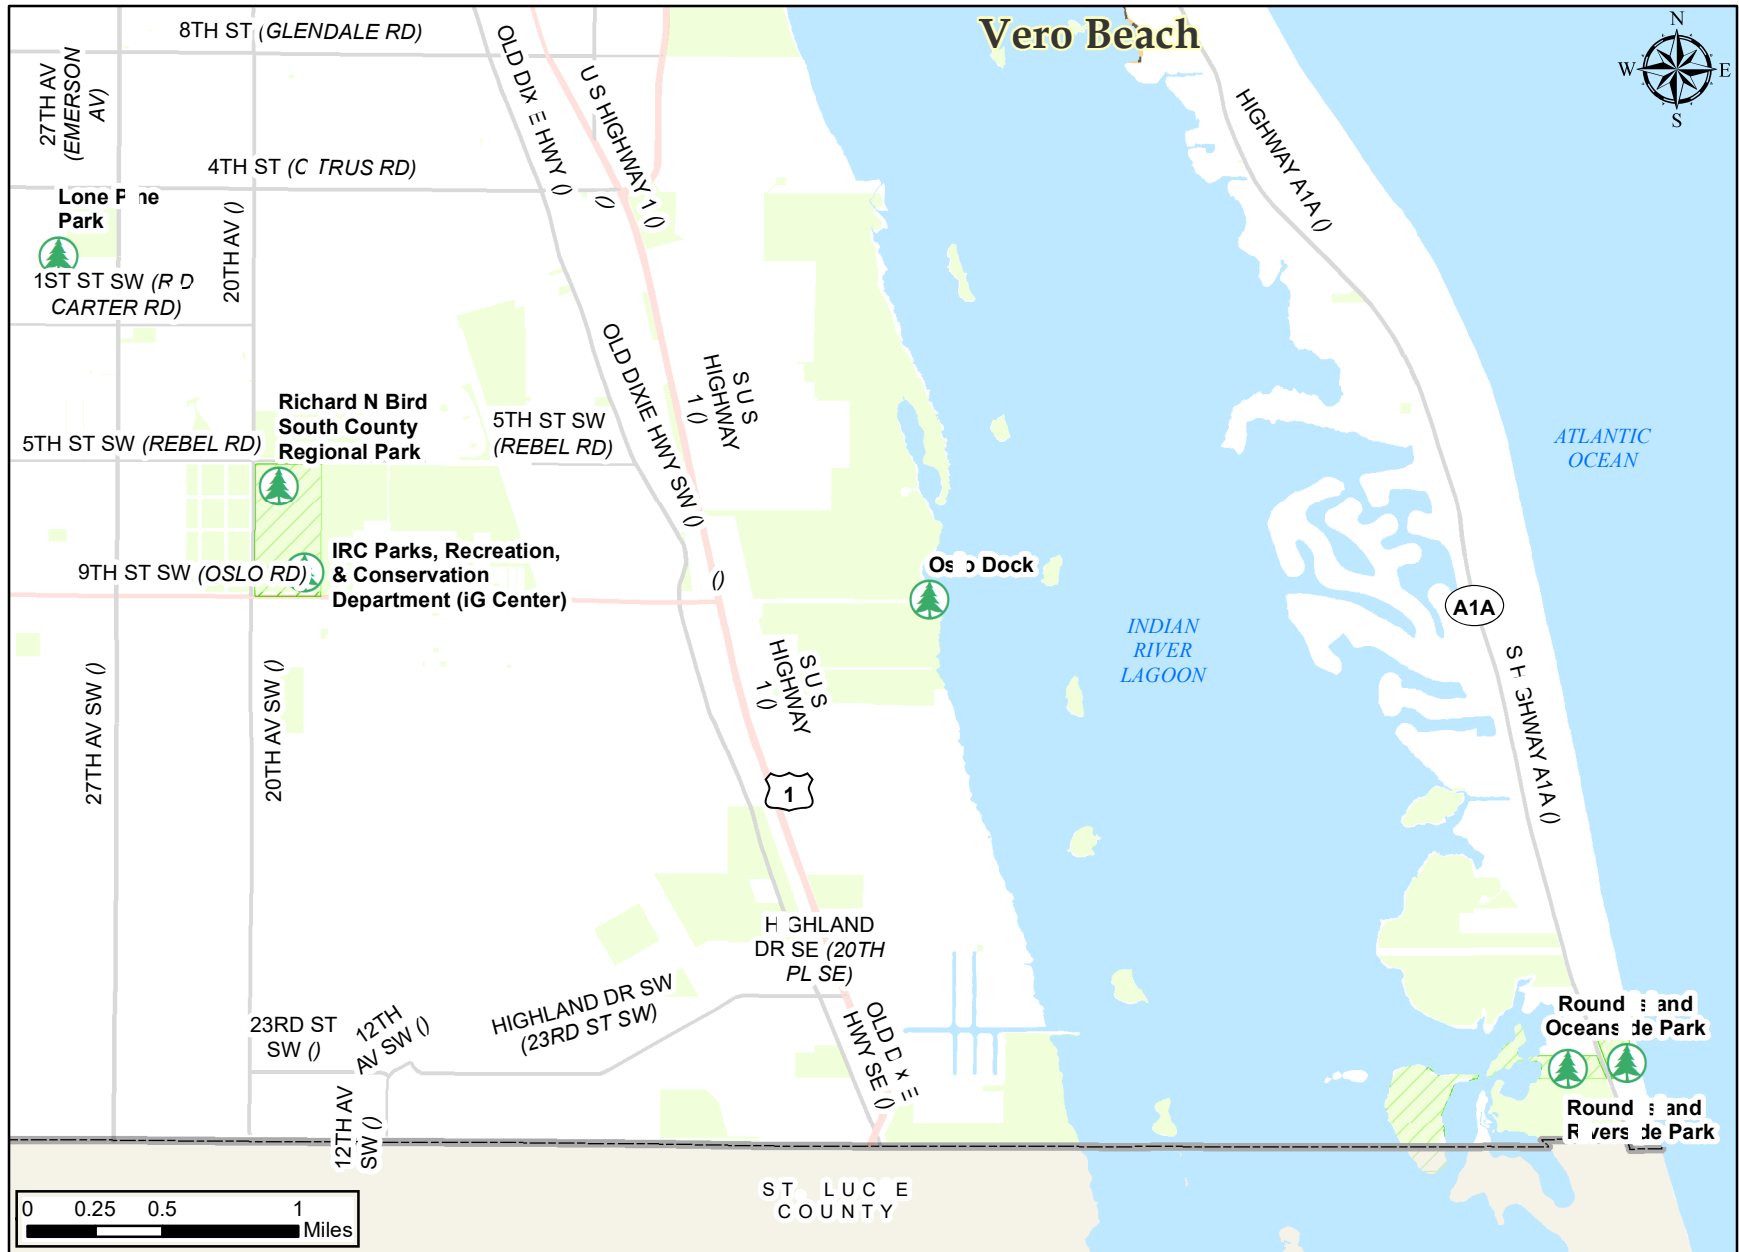 Vero Beach
N
W E
S
8TH ST (GLENDALE RD)
27TH AV
(EMERSON
AV)
OLD DIX E HWY ()
U S HIGHWAY 1 ()
HIGHWAY A1A ()
4TH ST (C TRUS RD)
()
Lone P ne
Park
20TH AV ()
1ST ST SW (R D
CARTER RD)
OLD DIXIE HWY SW ()
S U S
HIGHWAY
1 ()
Richard N Bird
South County
Regional Park
5TH ST SW
(REBEL RD)
5TH ST SW (REBEL RD)
ATLANTIC
OCEAN
IRC Parks, Recreation,
& Conservation
Department (iG Center)
9TH ST SW (OSLO RD)
()
Os o Dock
A1A
INDIAN
RIVER
LAGOON
S U S
HIGHWAY
1 ()
S H GHWAY A1A ()
27TH AV SW ()
20TH AV SW ()
1
H GHLAND
DR SE (20TH
PL SE)
HIGHLAND DR SW
(23RD ST SW)
23RD ST
SW ()
12TH
AV SW ()
OLD D X E
HWY SE ()
12TH AV
SW ()
Round s and
Oceans de Park
Round s and
R vers de Park
ST LUC E
COUNTY
0 0.25 0.5 1
Miles